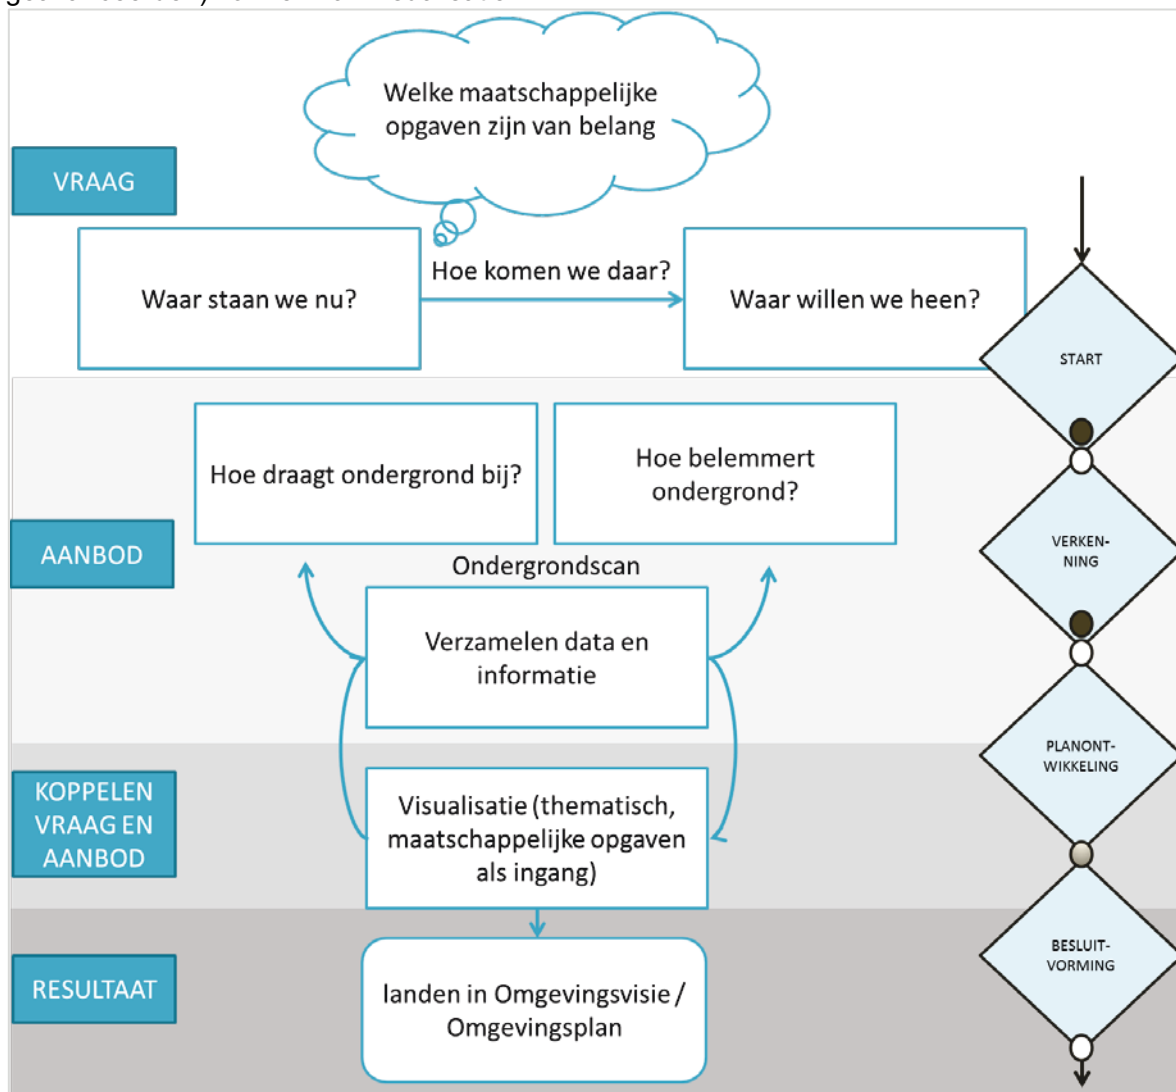 Welke maatschappelijke
opgaven zijn van belang
VRAAG
Waar staan we nu?
Hoe komen we daar?
Waar willen we heen?
START
Hoe draagt ondergrond bij?
Hoe belemmert
ondergrond?
AANBOD
Ondergrondscan
Verzamelen data en
informatie
VERKEN-
NING
KOPPELEN
VRAAG EN
AANBOD
Visualisatie (thematisch,
maatschappelijke opgaven
als ingang)
PLANONT-
WIKKELING
RESULTAAT
landen in Omgevingsvisie /
Omgevingsplan
BESLUIT-
VORMING